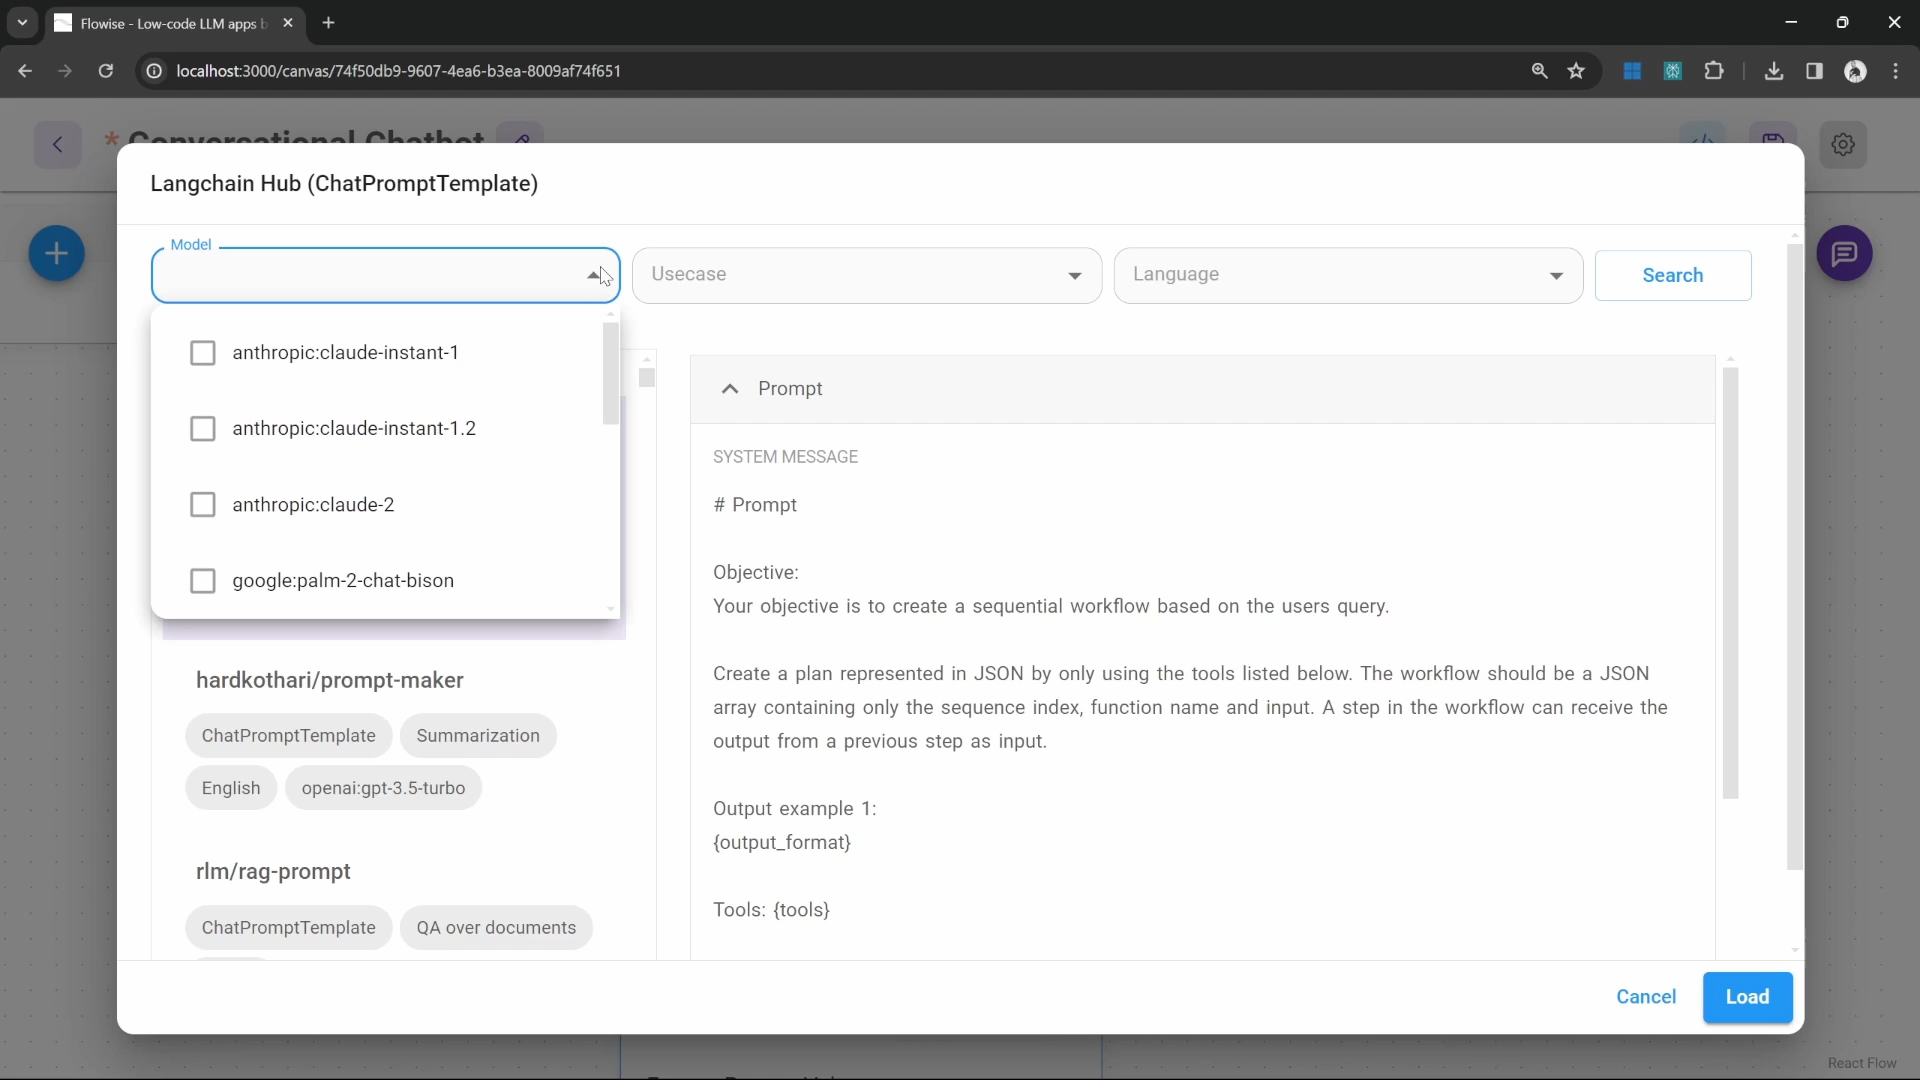 Flowise - Low-code LLM apps b
localhost:3000/canvas/74f50db9-9607-4ea6-b3ea-8009af74f651
* Conversational Chatbot
Langchain Hub (ChatPromptTemplate)
Model
Usecase
Language
Search
anthropic:claude-instant-1
anthropic:claude-instant-1.2
anthropic:claude-2
google:palm-2-chat-bison
hardkothari/prompt-maker
ChatPromptTemplate
Summarization
English
openai:gpt-3.5-turbo
rlm/rag-prompt
ChatPromptTemplate
QA over documents
Prompt
SYSTEM MESSAGE
# Prompt
Objective:
Your objective is to create a sequential workflow based on the users query.
Create a plan represented in JSON by only using the tools listed below. The workflow should be a JSON
array containing only the sequence index, function name and input. A step in the workflow can receive the
output from a previous step as input.
Output example 1:
{output_format}
Tools: {tools}
Cancel
Load
React Flow